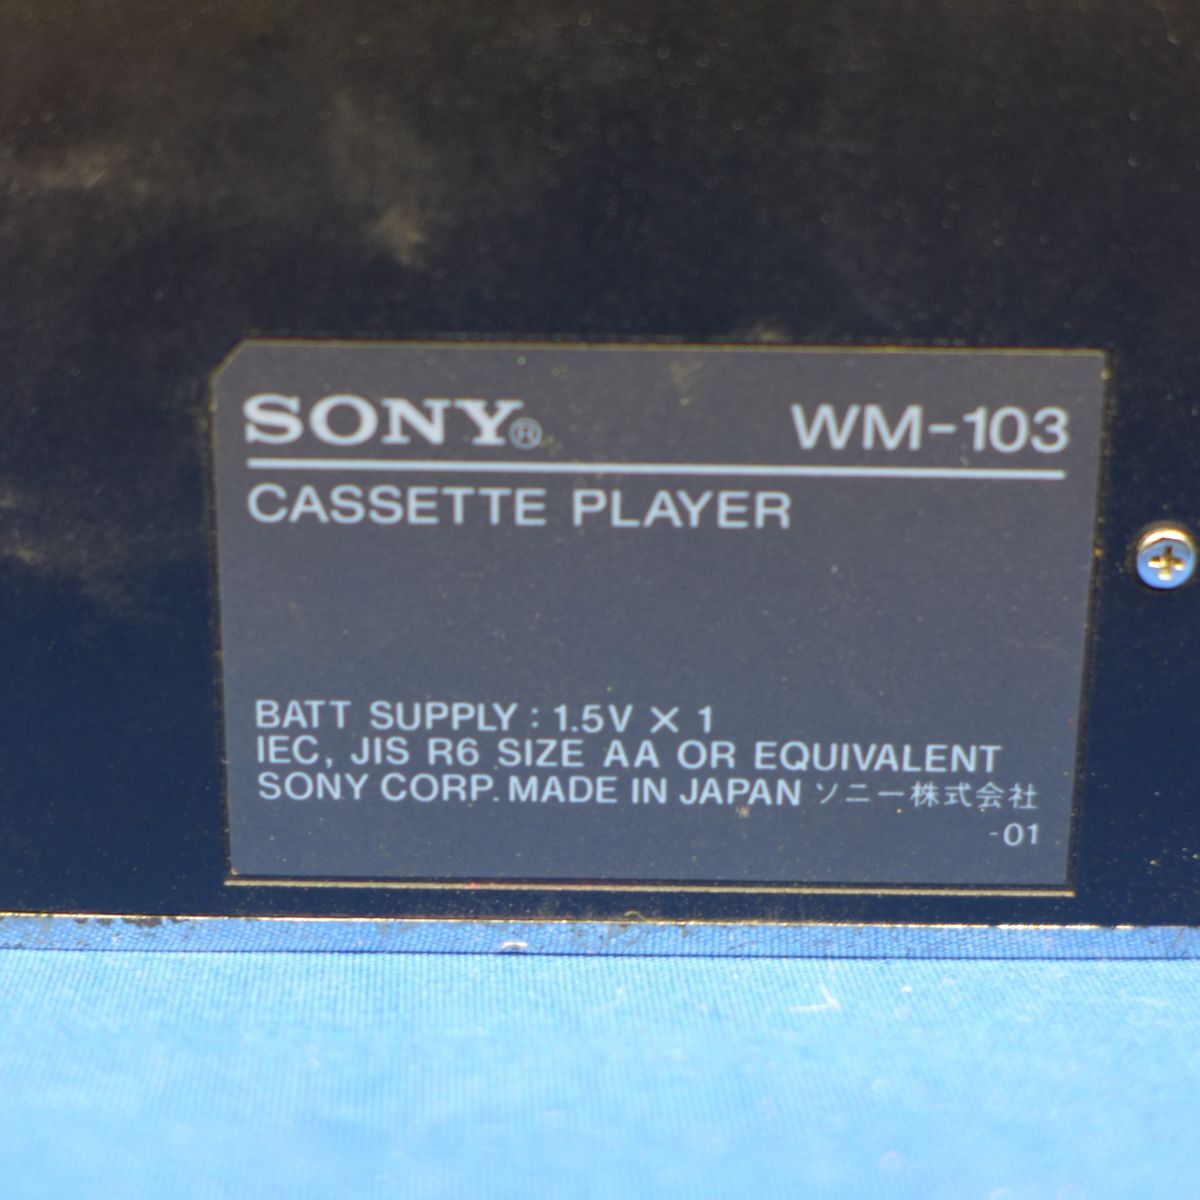 SONY® WM-103
CASSETTE PLAYER
BATT SUPPLY : 1.5V × 1
IEC, JIS R6 SIZE AA OR EQUIVALENT
SONY CORP. MADE IN JAPAN ソニー株式会社
-01